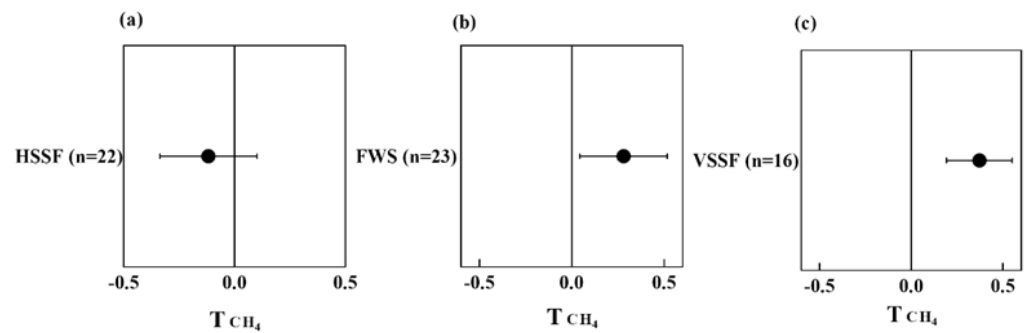 (a)
HSSF (n=22)
-0.5 0.0 0.5
T CH₄
(b)
FWS (n=23)
-0.5 0.0 0.5
T CH₄
(c)
VSSF (n=16)
-0.5 0.0 0.5
T CH₄